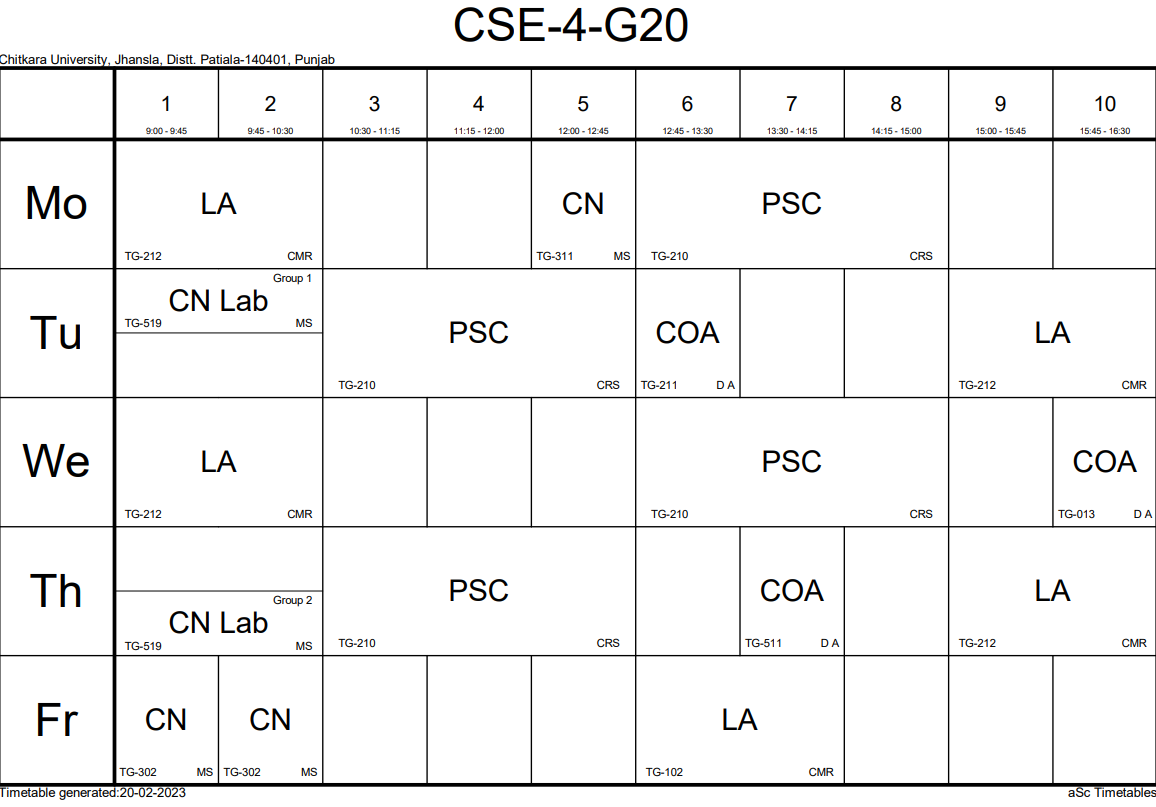 CSE-4-G20
Chitkara University, Jhansla, Distt. Patiala-140401, Punjab
1 2 3 4 5 6 7 8 9 10
9:00 - 9:45 9:45 - 10:30 10:30 - 11:15 11:15 - 12:00 12:00 - 12:45 12:45 - 13:30 13:30 - 14:15 14:15 - 15:00 15:00 - 15:45 15:45 - 16:30
Mo LA CN PSC
TG-212 CMR TG-311 MS TG-210 CRS
Group 1
CN Lab
TG-519 MS
Tu PSC COA LA
TG-210 CRS TG-211 D A TG-212 CMR
We LA PSC COA
TG-212 CMR TG-210 CRS TG-013 D A
Th PSC COA LA
Group 2
CN Lab
TG-519 MS TG-210 CRS TG-511 D A TG-212 CMR
Fr CN CN LA
TG-302 MS TG-302 MS TG-102 CMR
Timetable generated:20-02-2023 aSc Timetables